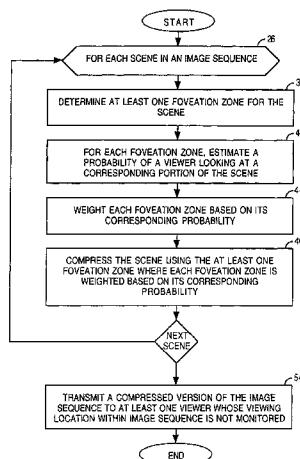 START
26
FOR EACH SCENE IN AN IMAGE SEQUENCE
3
DETERMINE AT LEAST ONE FOVEATION ZONE FOR THE
SCENE
4
FOR EACH FOVEATION ZONE, ESTIMATE A
PROBABILITY OF A VIEWER LOOKING AT A
CORRESPONDING PORTION OF THE SCENE
4
WEIGHT EACH FOVEATION ZONE BASED ON ITS
CORRESPONDING PROBABILITY
COMPRESS THE SCENE USING THE AT LEAST ONE
FOVEATION ZONE WHERE EACH FOVEATION ZONE IS
WEIGHTED BASED ON ITS CORRESPONDING
PROBABILITY
NEXT
SCENE
54
TRANSMIT A COMPRESSED VERSION OF THE IMAGE
SEQUENCE TO AT LEAST ONE VIEWER WHOSE VIEWING
LOCATION WITHIN IMAGE SEQUENCE IS NOT MONITORED
END